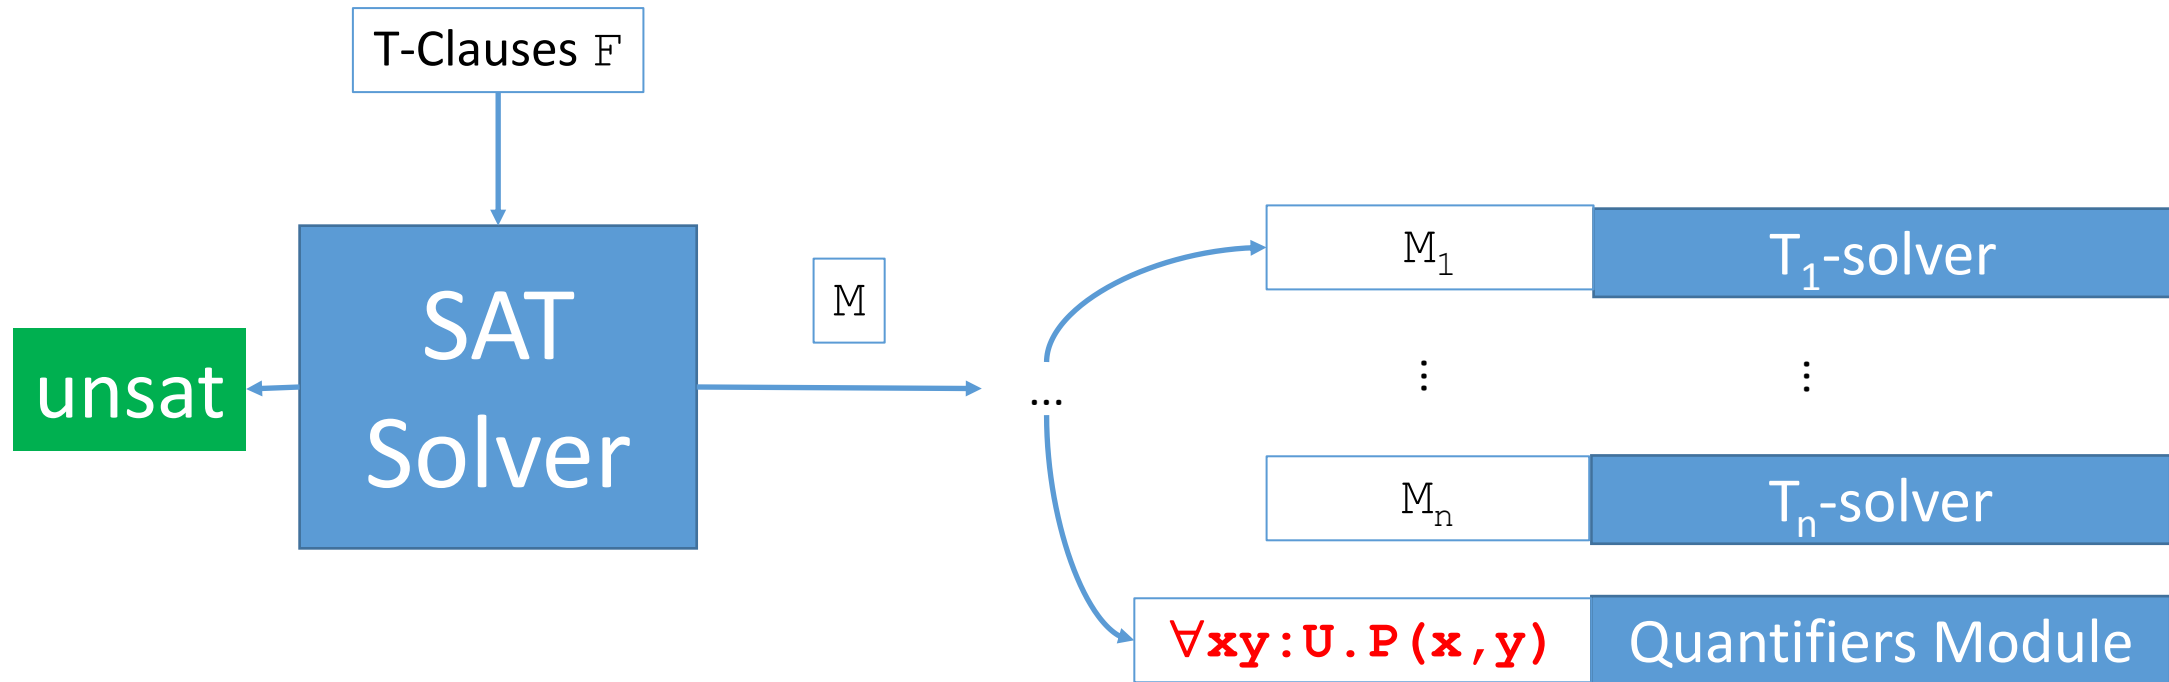 T-Clauses F
SAT
Solver
unsat
M
...
M₁
T₁-solver
⋮ ⋮
Mₙ
Tₙ-solver
∀xy:U.P(x,y)
Quantifiers Module